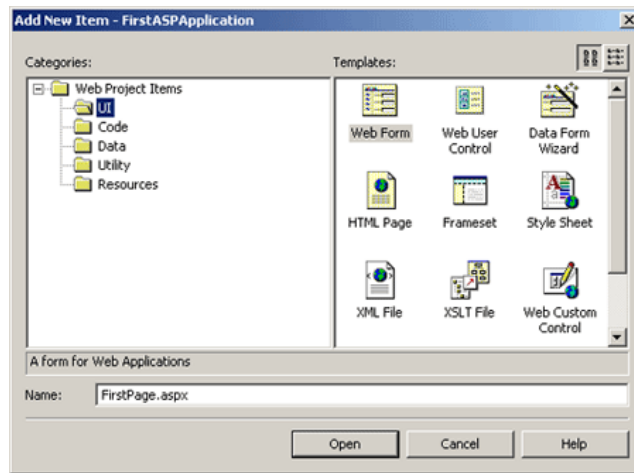 Add New Item - FirstASPApplication
Categories:
Templates:
Web Project Items
UI
Code
Data
Utility
Resources
Web Form
Web User
Control
Data Form
Wizard
HTML Page
Frameset
Style Sheet
XML File
XSLT File
Web Custom
Control
A form for Web Applications
Name:
FirstPage.aspx
Open
Cancel
Help